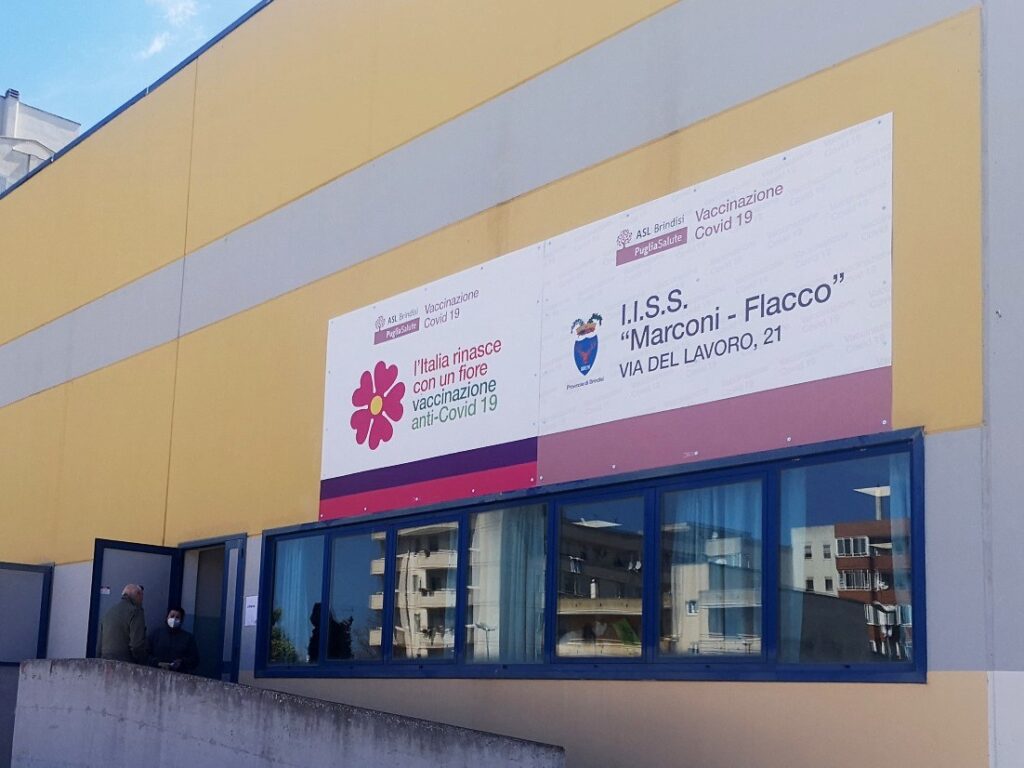 ASL Brindisi
PugliaSalute
Vaccinazione
Covid 19
l'Italia rinasce
con un fiore
vaccinazione
anti-Covid 19
ASL Brindisi
PugliaSalute
Vaccinazione
Covid 19
Provincia di Brindisi
I.I.S.S.
“Marconi - Flacco”
VIA DEL LAVORO, 21